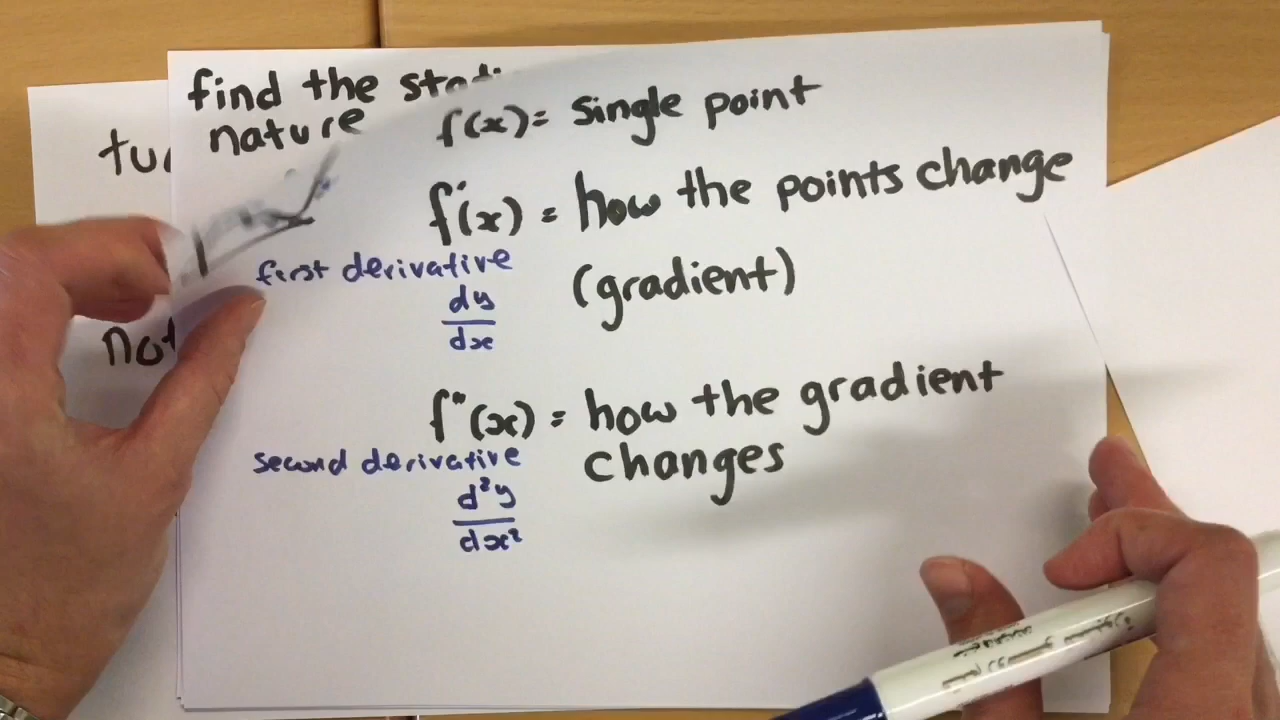 find the
nature
f(x) = single point
f'(x) = how the points change
first derivative
(gradient)
dy
dx
f"(x) = how the gradient
changes
second derivative
d²y
dx²